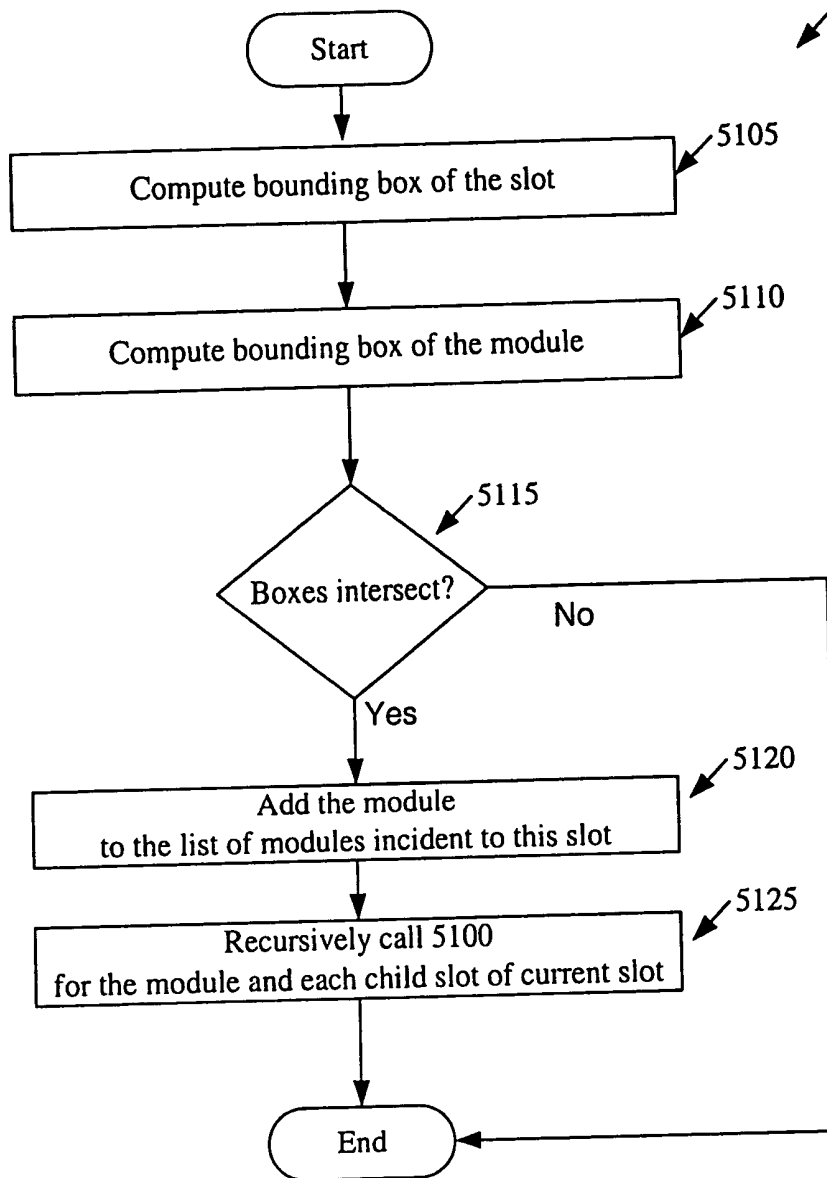 Start
5105
Compute bounding box of the slot
5110
Compute bounding box of the module
5115
Boxes intersect?
No
Yes
5120
Add the module
to the list of modules incident to this slot
5125
Recursively call 5100
for the module and each child slot of current slot
End